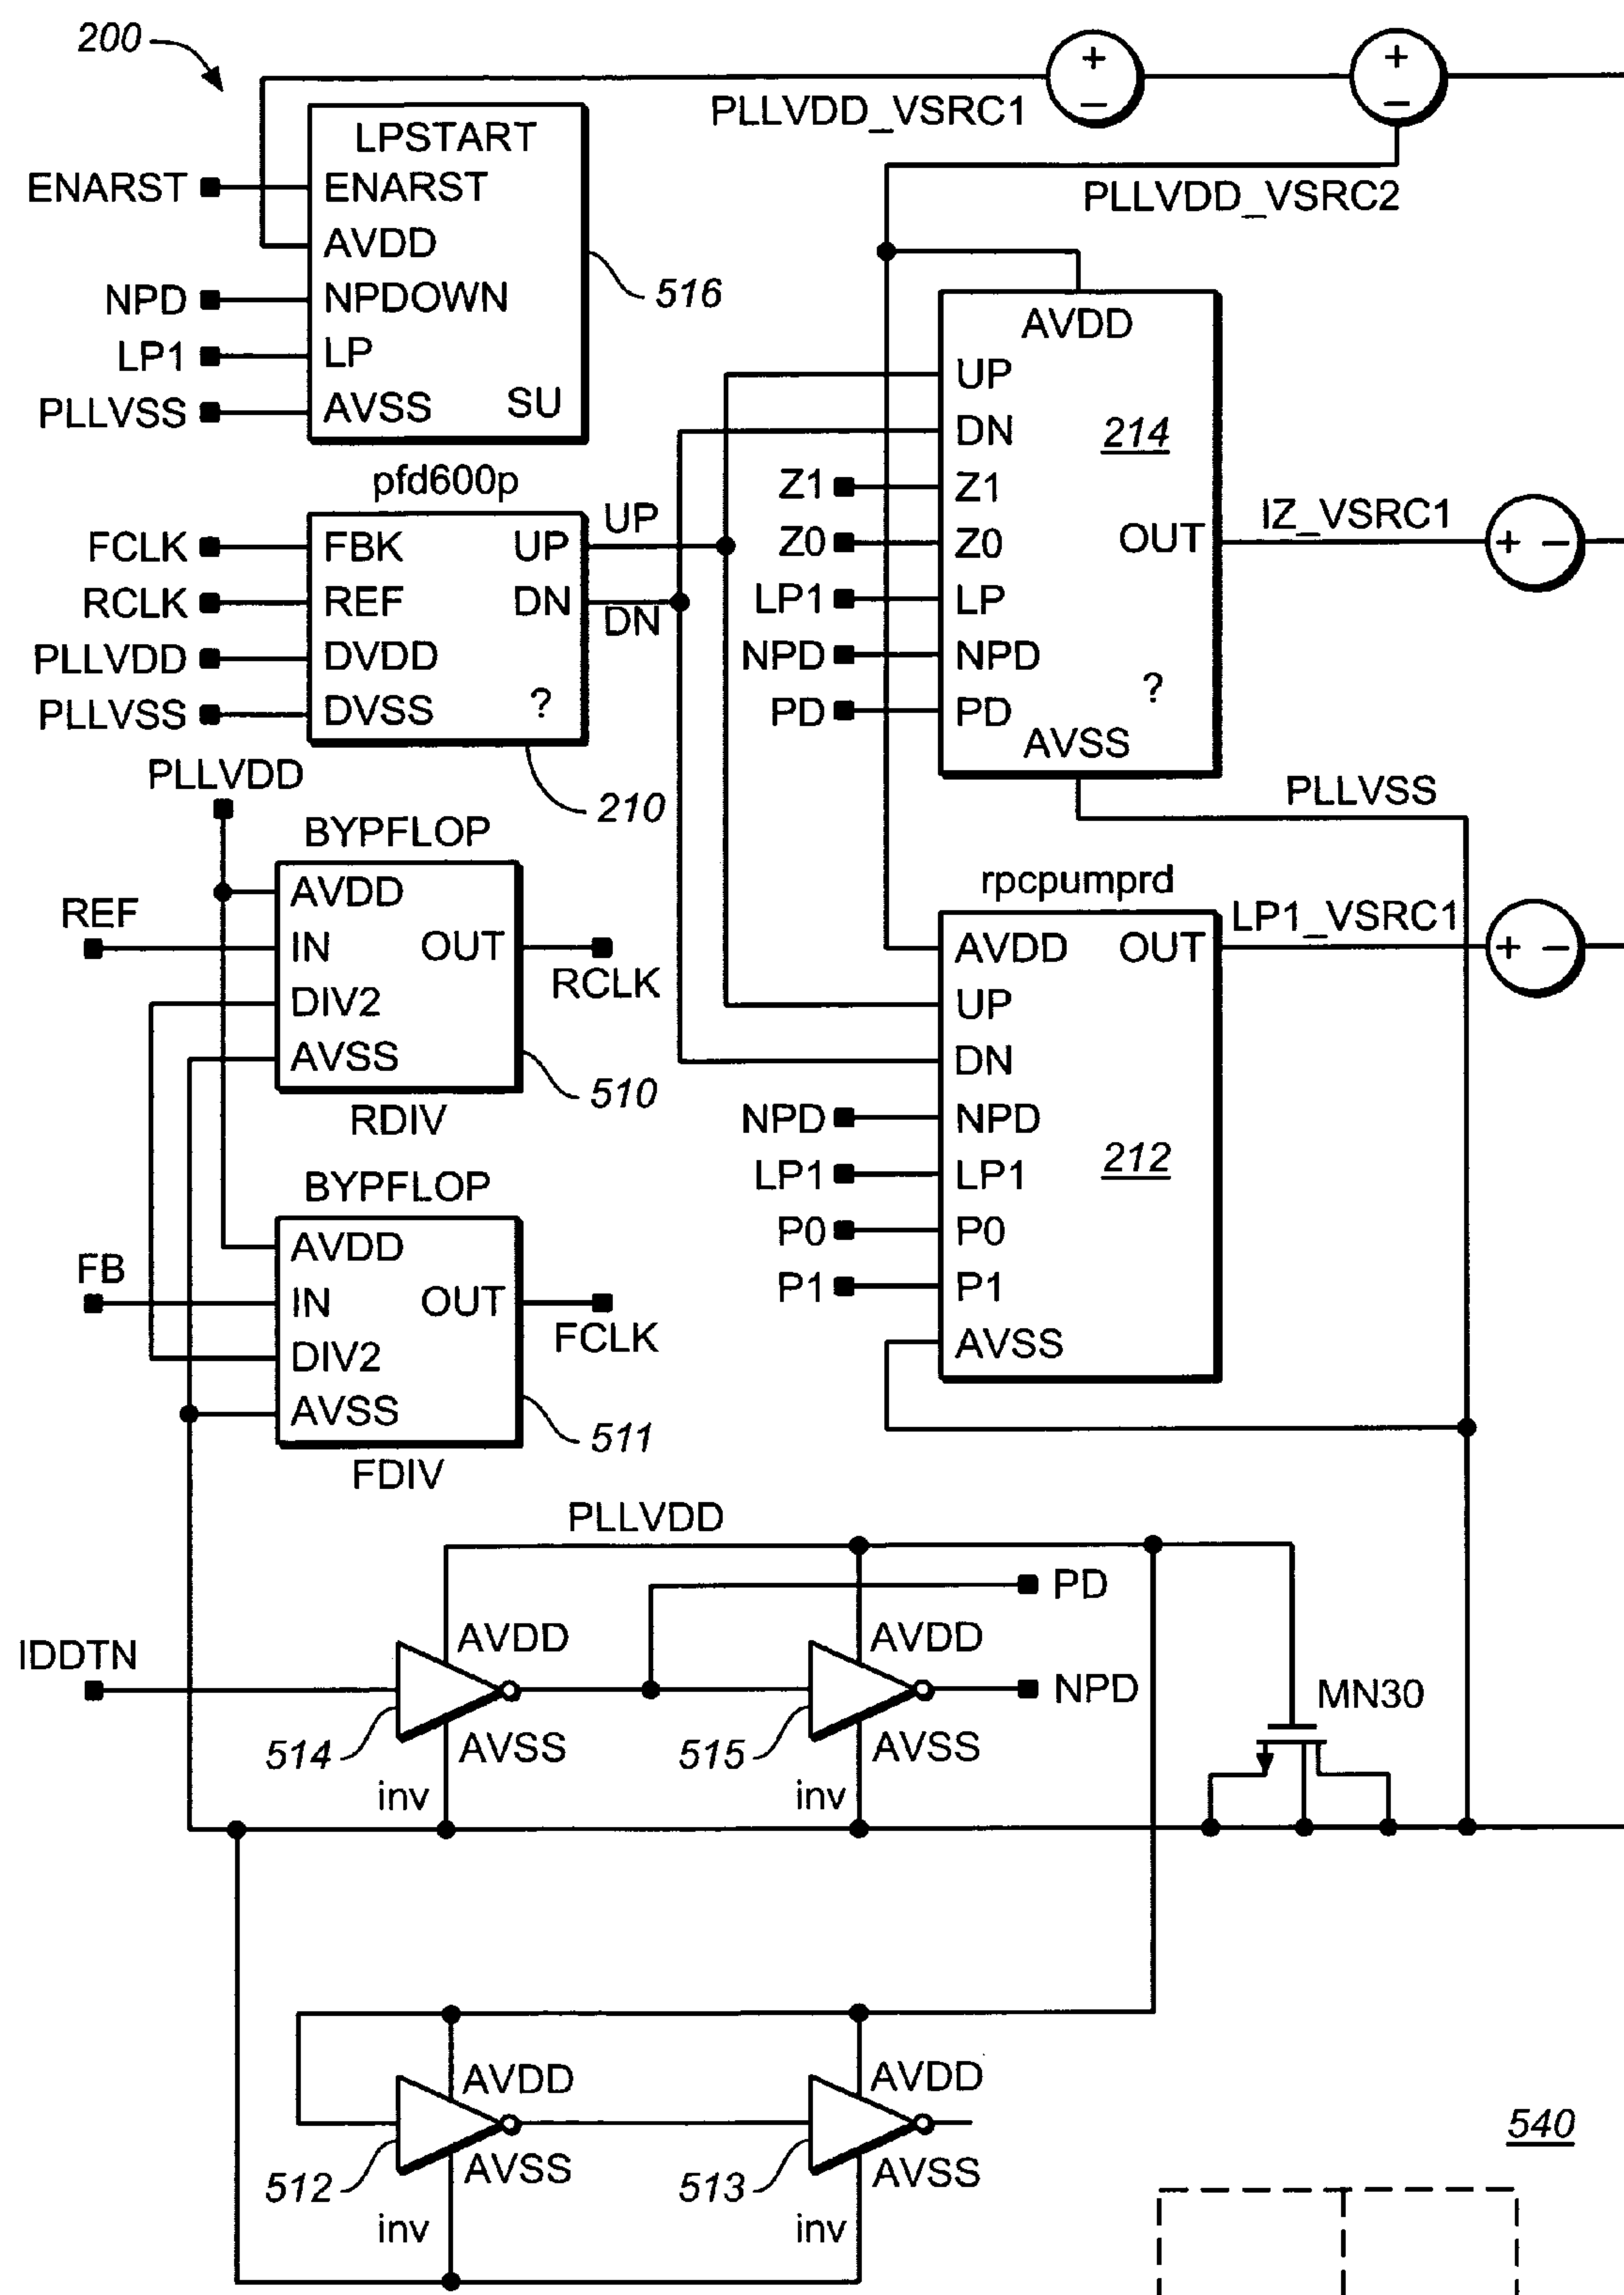 200
PLLVDD_VSRC1
+
−
+
−
PLLVDD_VSRC2
LPSTART
ENARST
ENARST
AVDD
NPD
NPDOWN
LP1
LP
PLLVSS
AVSS
SU
516
pfd600p
FCLK
FBK
UP
UP
RCLK
REF
DN
DN
PLLVDD
DVDD
PLLVSS
DVSS
?
210
AVDD
UP
DN
214
Z1
Z1
Z0
Z0
OUT
IZ_VSRC1
+ −
LP1
LP
NPD
NPD
PD
PD
?
AVSS
PLLVSS
PLLVDD
BYPFLOP
AVDD
REF
IN
OUT
RCLK
DIV2
AVSS
510
RDIV
rpcpumprd
AVDD
OUT
LP1_VSRC1
+ −
UP
DN
NPD
NPD
212
LP1
LP1
P0
P0
P1
P1
AVSS
BYPFLOP
AVDD
FB
IN
OUT
FCLK
DIV2
AVSS
511
FDIV
PLLVDD
PD
IDDTN
AVDD
AVDD
NPD
MN30
514
AVSS
515
AVSS
inv
inv
AVDD
AVDD
512
AVSS
513
AVSS
inv
inv
540